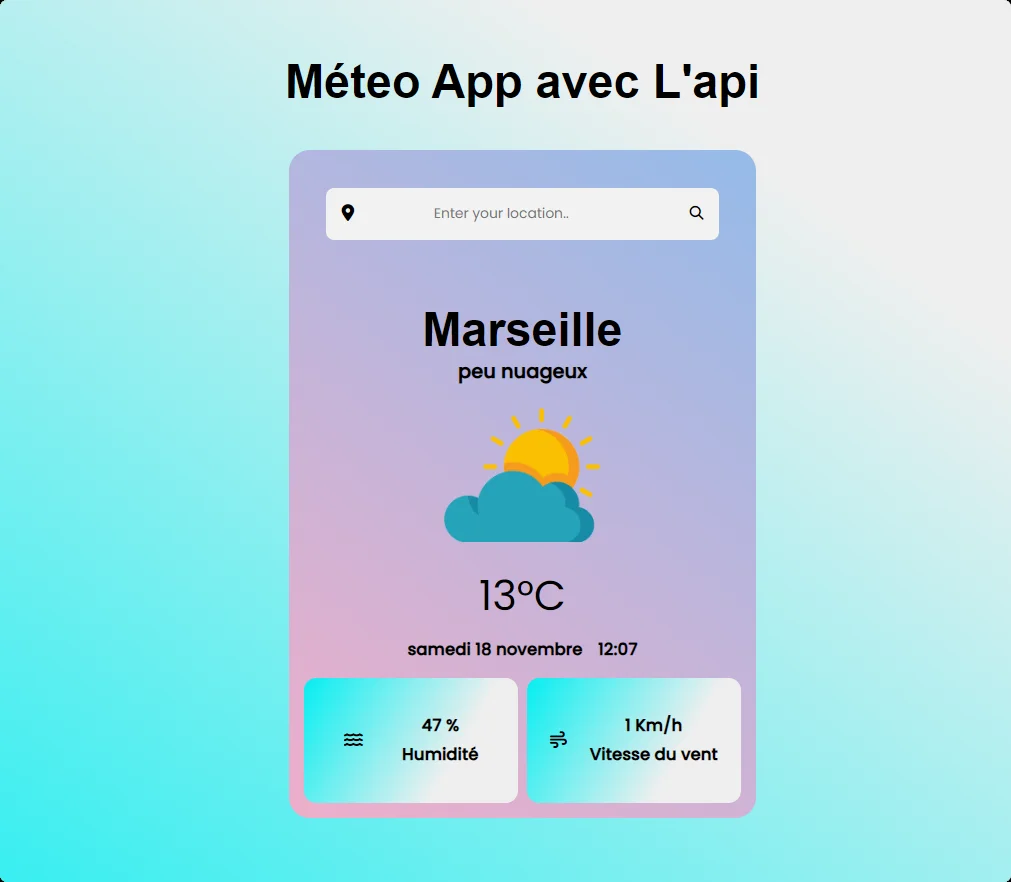 Méteo App avec L'api
Enter your location..
Marseille
peu nuageux
13°C
samedi 18 novembre 12:07
47 %
Humidité
1 Km/h
Vitesse du vent